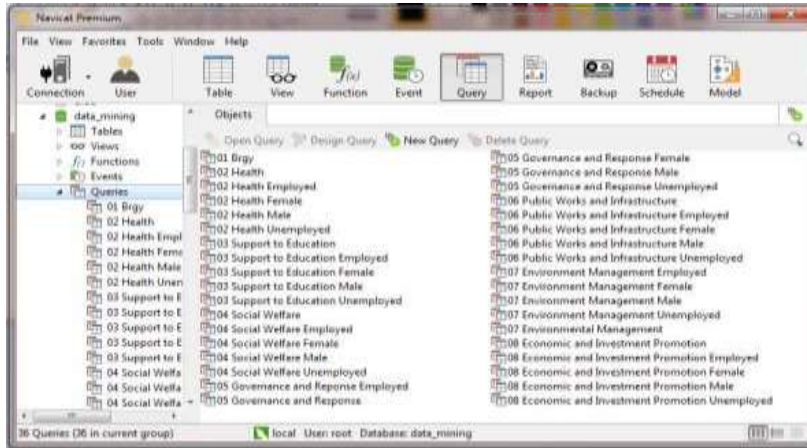 Navicat Premium
File View Favorites Tools Window Help
Connection User Table View Function Event Query Report Backup Schedule Model
data_mining
Tables
Views
Functions
Events
Queries
01 Brgy
02 Health
02 Health Empl
02 Health Fema
02 Health Male
02 Health Unen
03 Support to E
03 Support to E
03 Support to E
03 Support to E
03 Support to E
04 Social Welfa
04 Social Welfa
04 Social Welfa
Objects
Open Query Design Query New Query Delete Query
01 Brgy
02 Health
02 Health Employed
02 Health Female
02 Health Male
02 Health Unemployed
03 Support to Education
03 Support to Education Employed
03 Support to Education Female
03 Support to Education Male
03 Support to Education Unemployed
04 Social Welfare
04 Social Welfare Employed
04 Social Welfare Female
04 Social Welfare Male
04 Social Welfare Unemployed
05 Governance and Reponse Employed
05 Governance and Response
05 Governance and Response Female
05 Governance and Response Male
05 Governance and Response Unemployed
06 Public Works and Infrastructure
06 Public Works and Infrastructure Employed
06 Public Works and Infrastructure Female
06 Public Works and Infrastructure Male
06 Public Works and Infrastructure Unemployed
07 Environment Management Employed
07 Environment Management Female
07 Environment Management Male
07 Environment Management Unemployed
07 Environmental Management
08 Economic and Investment Promotion
08 Economic and Investment Promotion Employed
08 Economic and Investment Promotion Female
08 Economic and Investment Promotion Male
08 Economic and Investment Promotion Unemployed
36 Queries (36 in current group) local User: root Database: data_mining